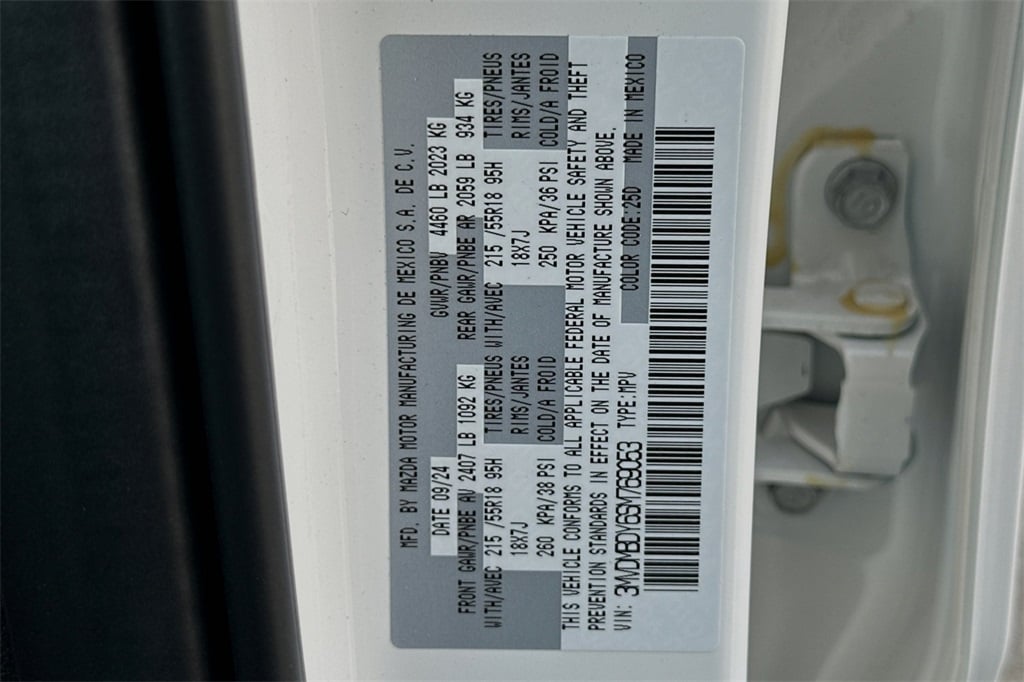 MFD. BY MAZDA MOTOR MANUFACTURING DE MEXICO S.A. DE C.V.
DATE 09/24 GVWR/PNBV 4460 LB 2023 KG
FRONT GAWR/PNBE AV 2407 LB 1092 KG REAR GAWR/PNBE AR 2059 LB 934 KG
WITH/AVEC 215 /55R18 95H TIRES/PNEUS WITH/AVEC 215 /55R18 95H TIRES/PNEUS
18X7J RIMS/JANTES 18X7J RIMS/JANTES
260 KPA/38 PSI COLD/A FROID 250 KPA/36 PSI COLD/A FROID
THIS VEHICLE CONFORMS TO ALL APPLICABLE FEDERAL MOTOR VEHICLE SAFETY AND THEFT
PREVENTION STANDARDS IN EFFECT ON THE DATE OF MANUFACTURE SHOWN ABOVE.
VIN: 3MVDMBDY6SM769053 TYPE:MPV COLOR CODE:25D MADE IN MEXICO